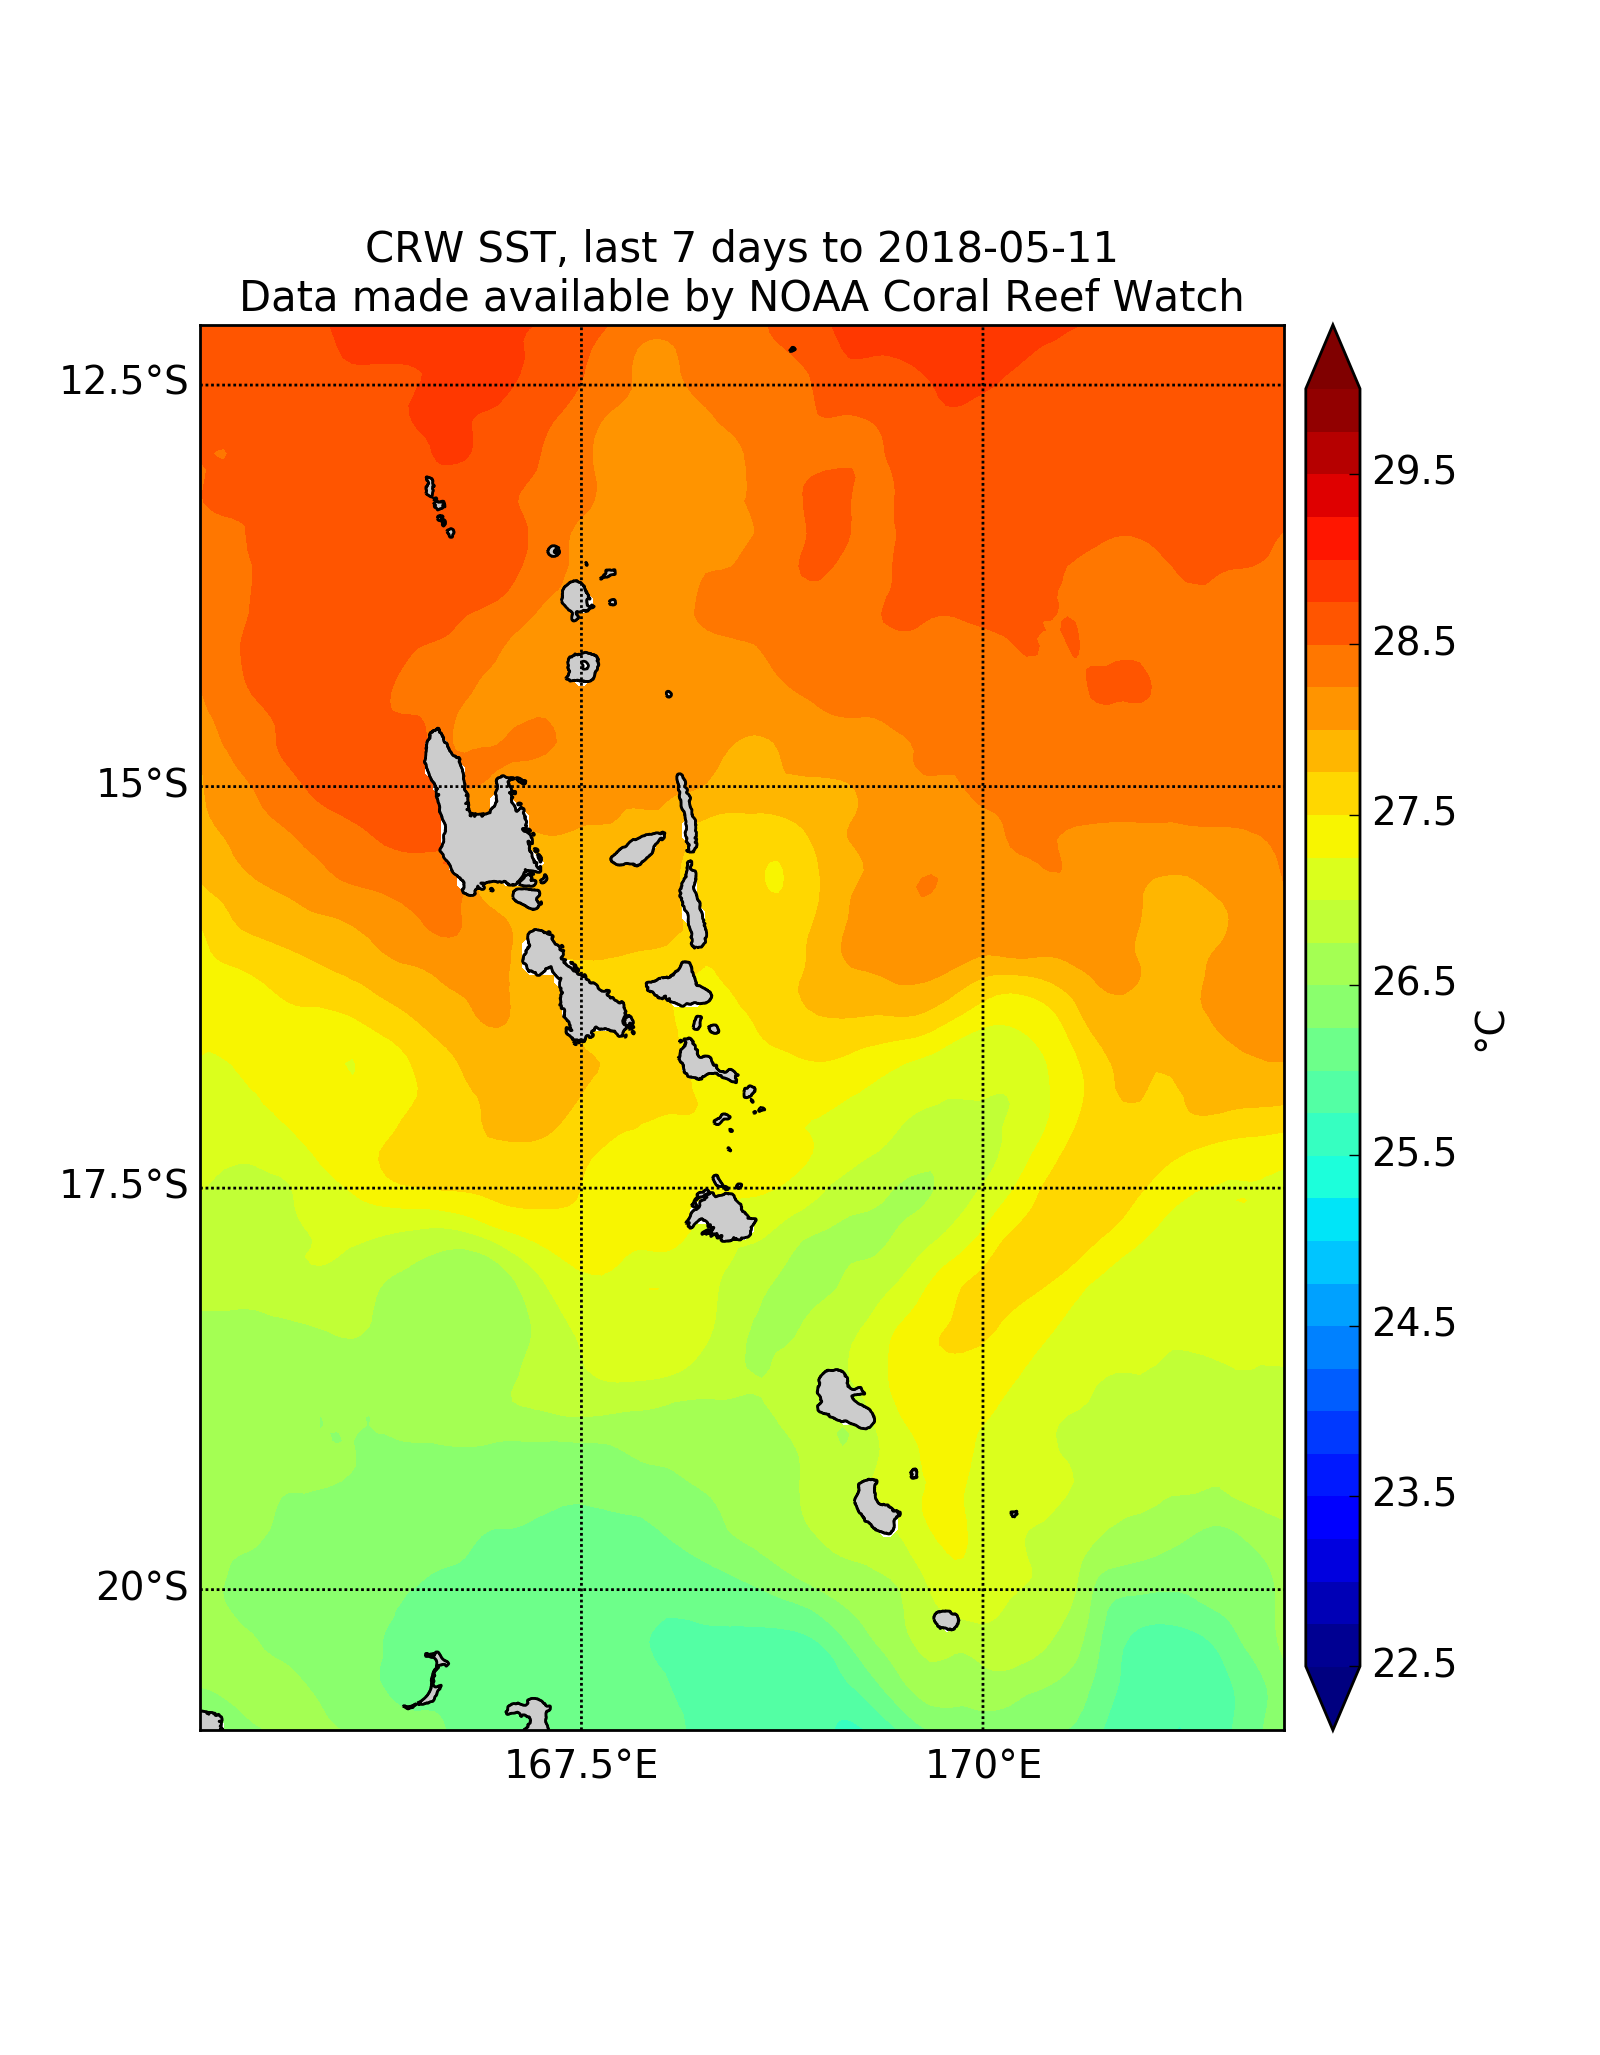 CRW SST, last 7 days to 2018-05-11
Data made available by NOAA Coral Reef Watch
12.5°S
15°S
17.5°S
20°S
167.5°E
170°E
29.5
28.5
27.5
26.5
25.5
24.5
23.5
22.5
°C